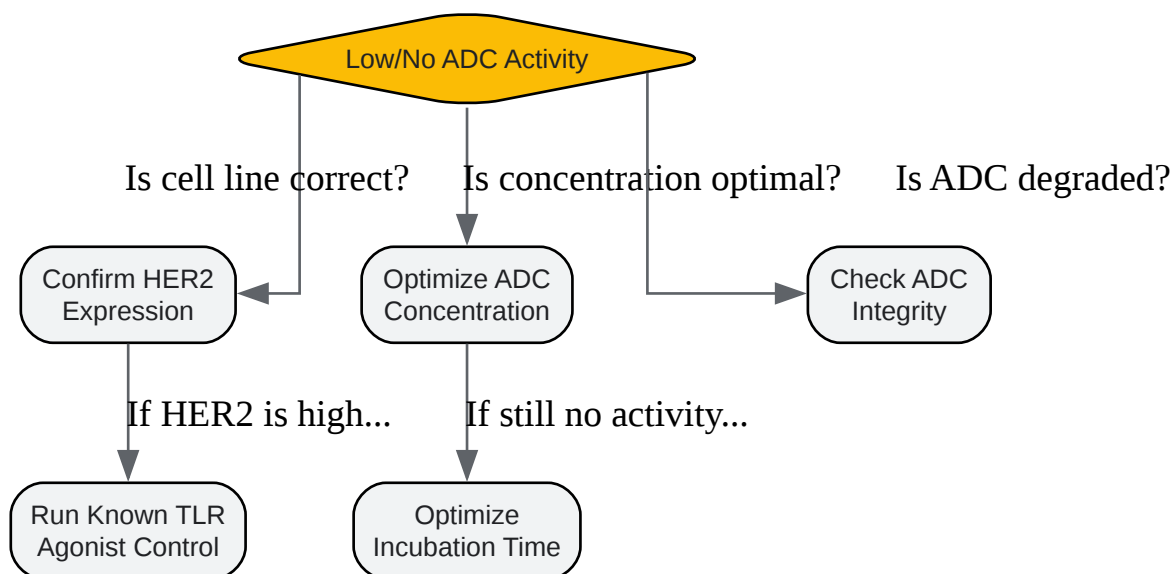 Low/No ADC Activity
Is cell line correct?
Is concentration optimal?
Is ADC degraded?
Confirm HER2
Expression
Optimize ADC
Concentration
Check ADC
Integrity
If HER2 is high...
If still no activity...
Run Known TLR
Agonist Control
Optimize
Incubation Time